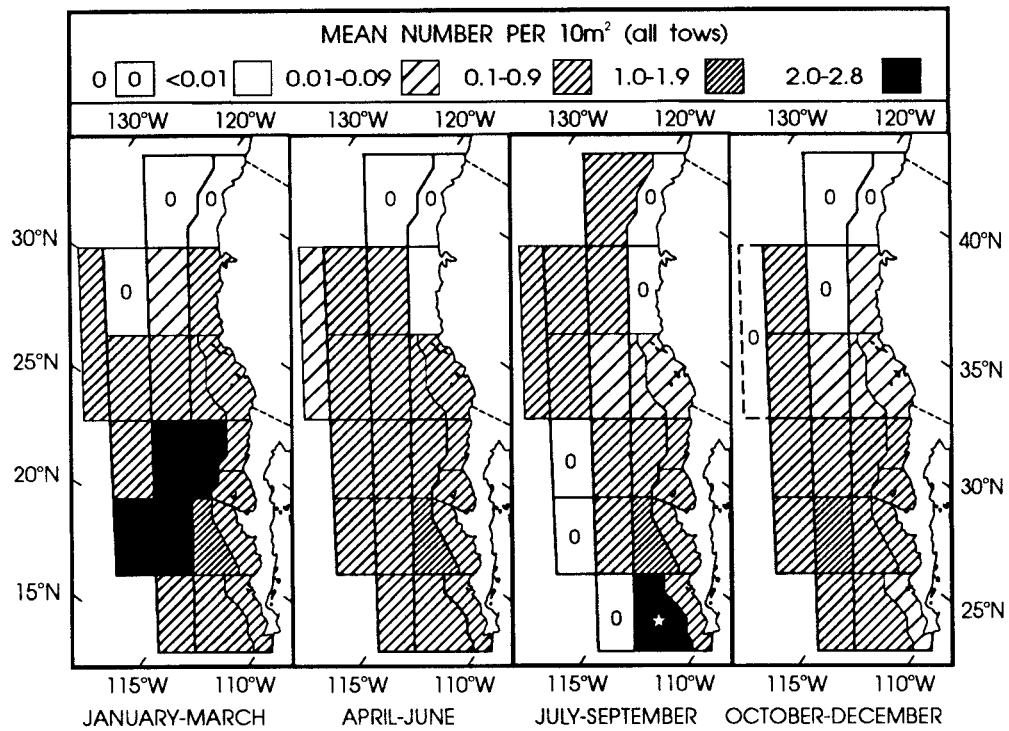 MEAN NUMBER PER 10m² (all tows)
0 0 <0.01 0.01-0.09 0.1-0.9 1.0-1.9 2.0-2.8
130°W 120°W 130°W 120°W 130°W 120°W 130°W 120°W
0 0 0 0 0 0 0
30°N 40°N
0 0 0
0
25°N 35°N
0
20°N 30°N
0
15°N 25°N
0
115°W 110°W 115°W 110°W 115°W 110°W 115°W 110°W
JANUARY-MARCH APRIL-JUNE JULY-SEPTEMBER OCTOBER-DECEMBER